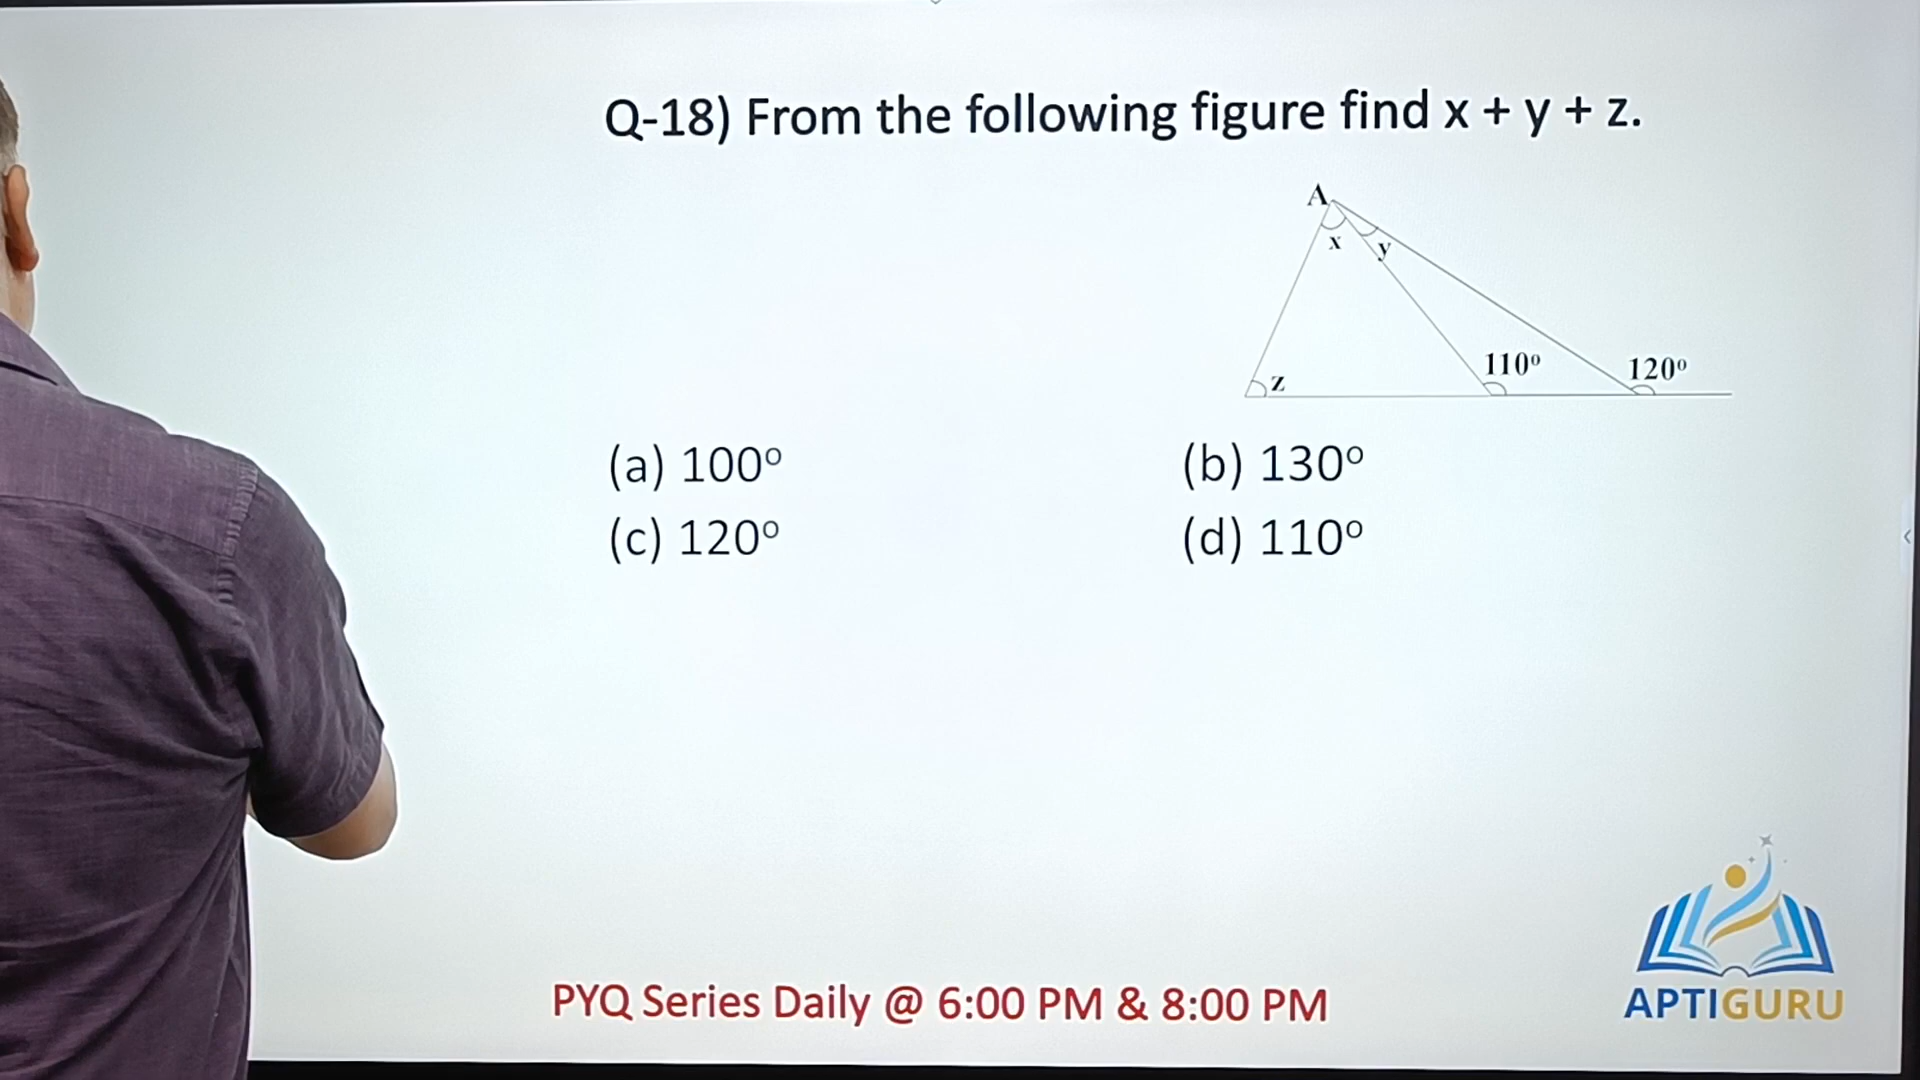 Q-18) From the following figure find x + y + z.
A
x
y
z
110°
120°
(a) 100°
(b) 130°
(c) 120°
(d) 110°
PYQ Series Daily @ 6:00 PM & 8:00 PM
APTIGURU